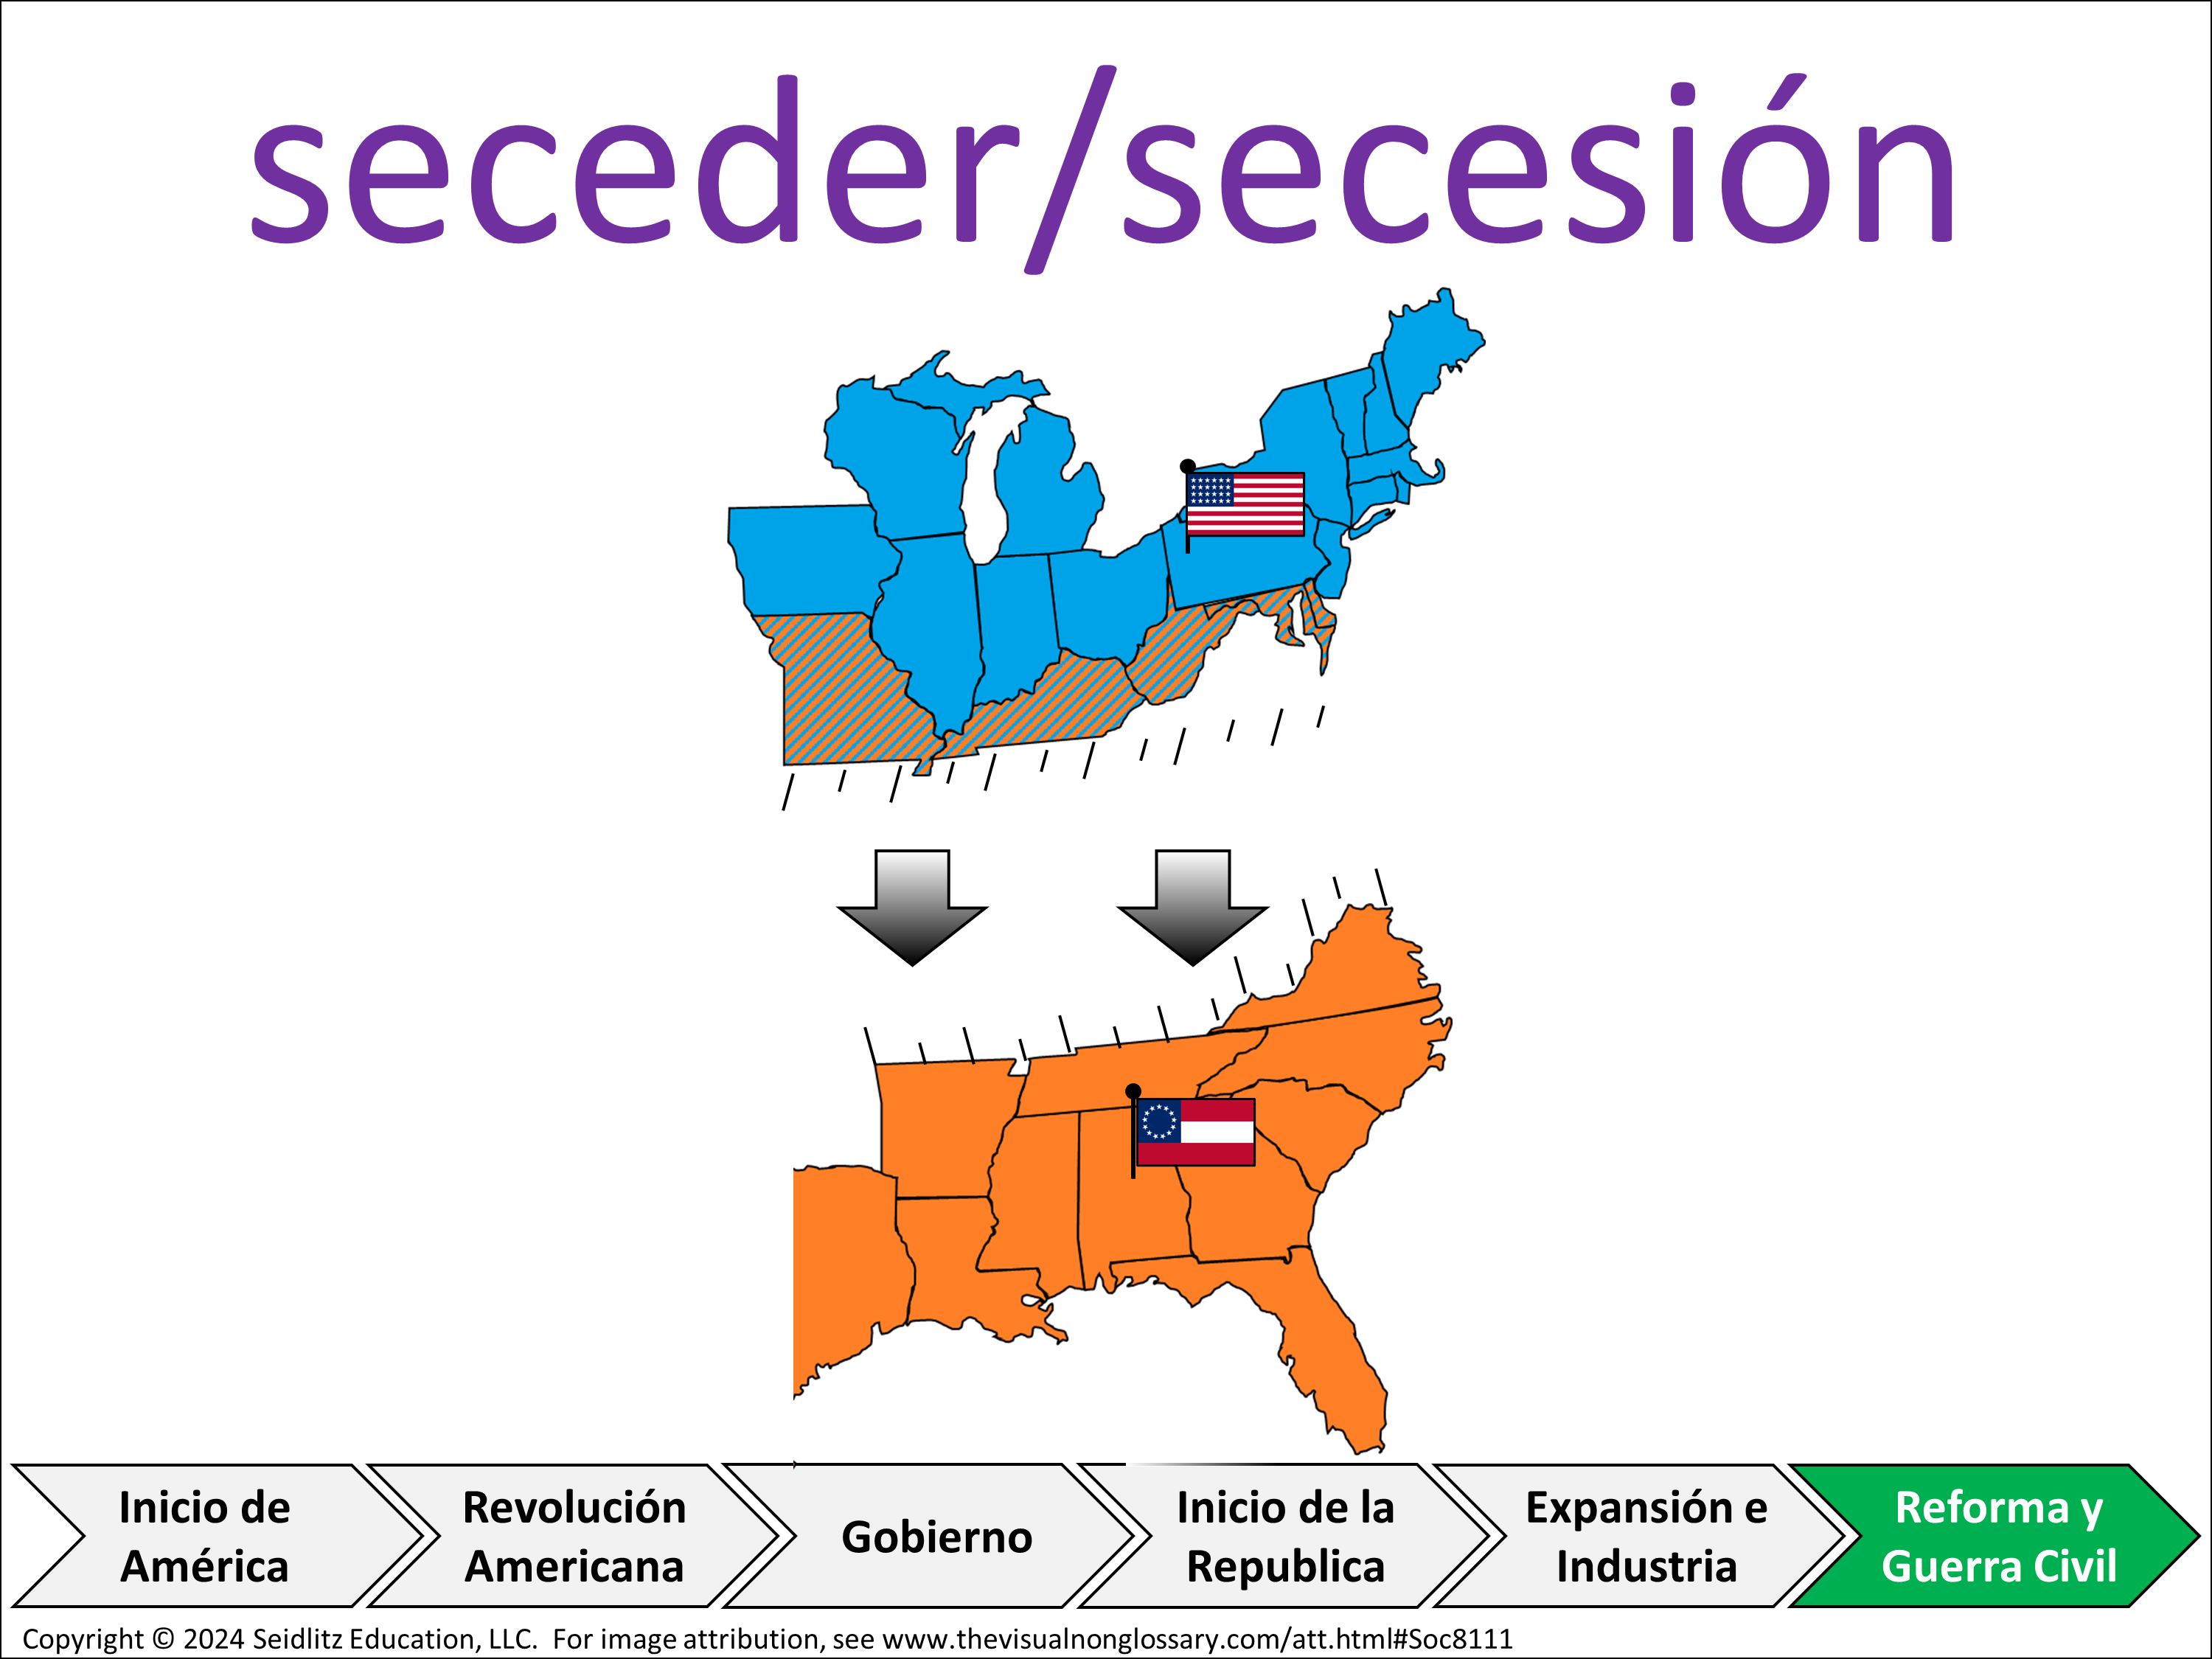 seceder/secesión
Inicio de
América
Revolución
Americana
Gobierno
Inicio de la
Republica
Expansión e
Industria
Reforma y
Guerra Civil
Copyright © 2024 Seidlitz Education, LLC.  For image attribution, see www.thevisualnonglossary.com/att.html#Soc8111